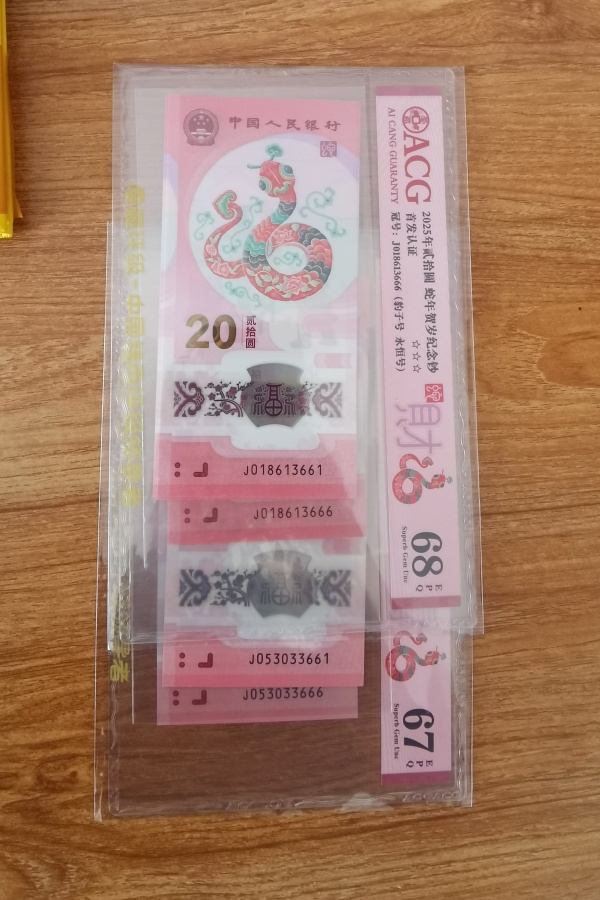 中国人民银行
20 贰拾圆
J018613661
J018613666
J053033661
J053033666
ACG
AI CANG GUARANTY
2025年贰拾圆 蛇年贺岁纪念钞
首发认证 ☆☆☆
冠号：J018613666（豹子号 永恒号）
財
68 EPQ
Superb Gem Unc
67 EPQ
Superb Gem Unc